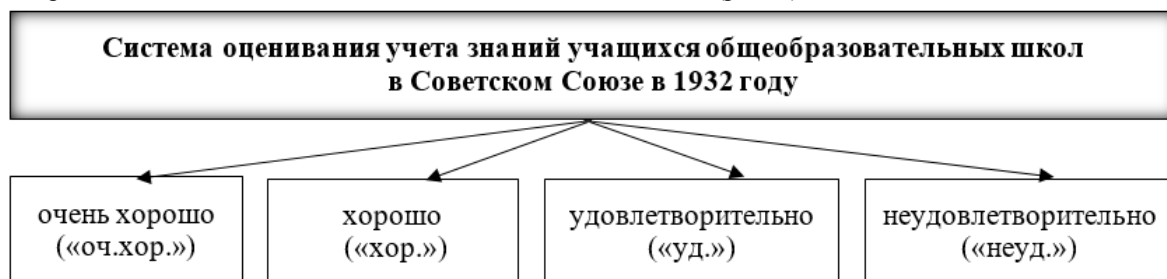 Система оценивания учета знаний учащихся общеобразовательных школ
в Советском Союзе в 1932 году
очень хорошо
(«оч.хор.»)
хорошо
(«хор.»)
удовлетворительно
(«уд.»)
неудовлетворительно
(«неуд.»)